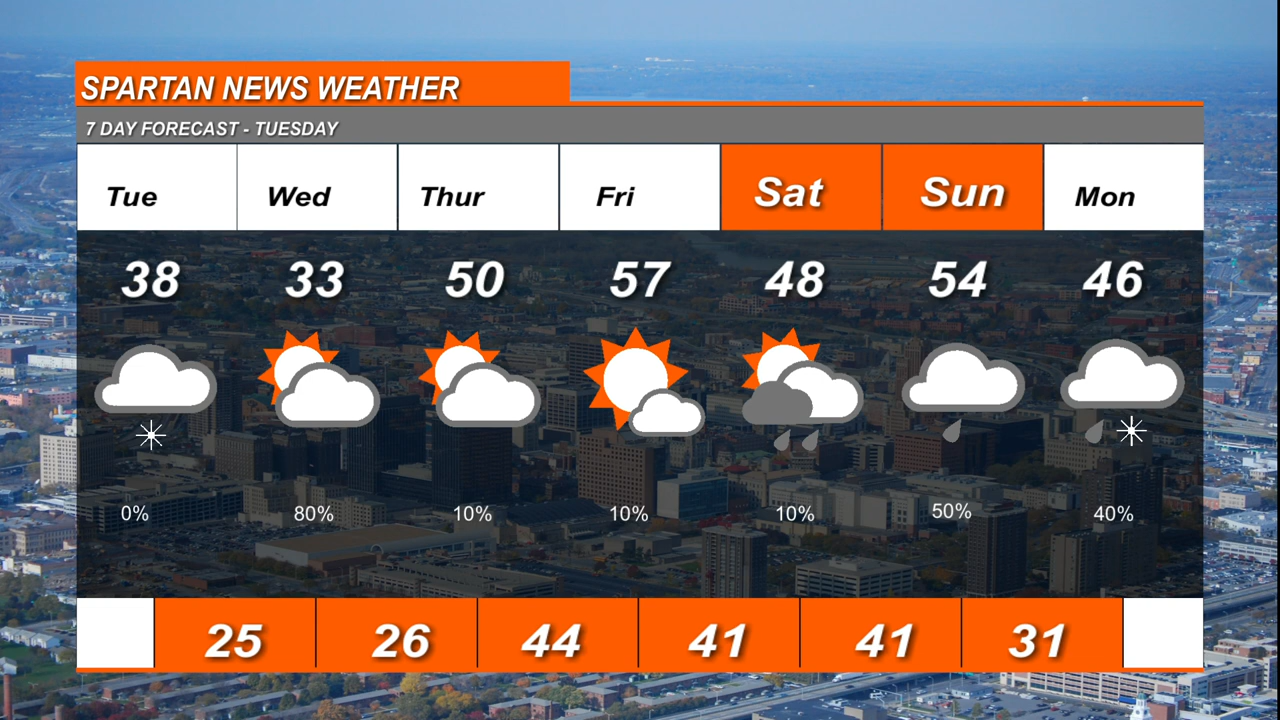 SPARTAN NEWS WEATHER
7 DAY FORECAST - TUESDAY
Tue Wed Thur Fri Sat Sun Mon
38 33 50 57 48 54 46
0% 80% 10% 10% 10% 50% 40%
25 26 44 41 41 31